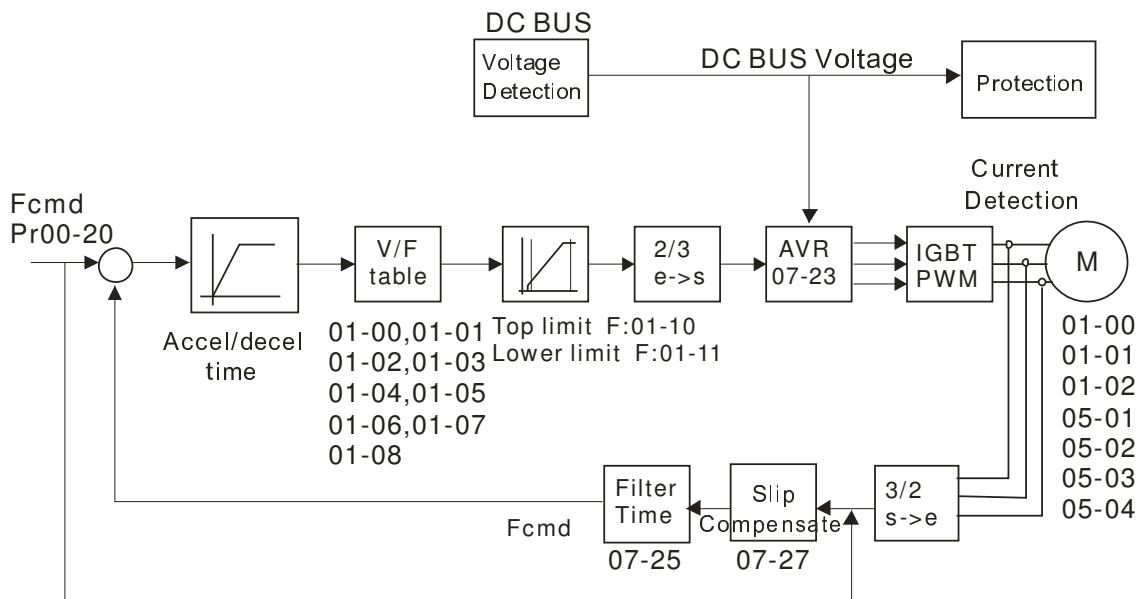 DC BUS
Voltage
Detection
DC BUS Voltage
Protection
Current
Detection
Fcmd
Pr00-20
V/F
table
2/3
e->s
AVR
07-23
IGBT
PWM
M
Accel/decel
time
01-00,01-01
01-02,01-03
01-04,01-05
01-06,01-07
01-08
Top limit F:01-10
Lower limit F:01-11
01-00
01-01
01-02
05-01
05-02
05-03
05-04
Fcmd
Filter
Time
07-25
Slip
Compensate
07-27
3/2
s->e